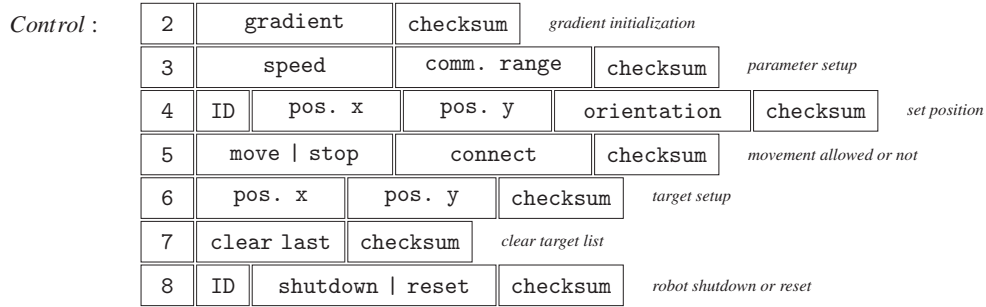 Control : 2 gradient checksum gradient initialization
3 speed comm. range checksum parameter setup
4 ID pos. x pos. y orientation checksum set position
5 move | stop connect checksum movement allowed or not
6 pos. x pos. y checksum target setup
7 clear last checksum clear target list
8 ID shutdown | reset checksum robot shutdown or reset